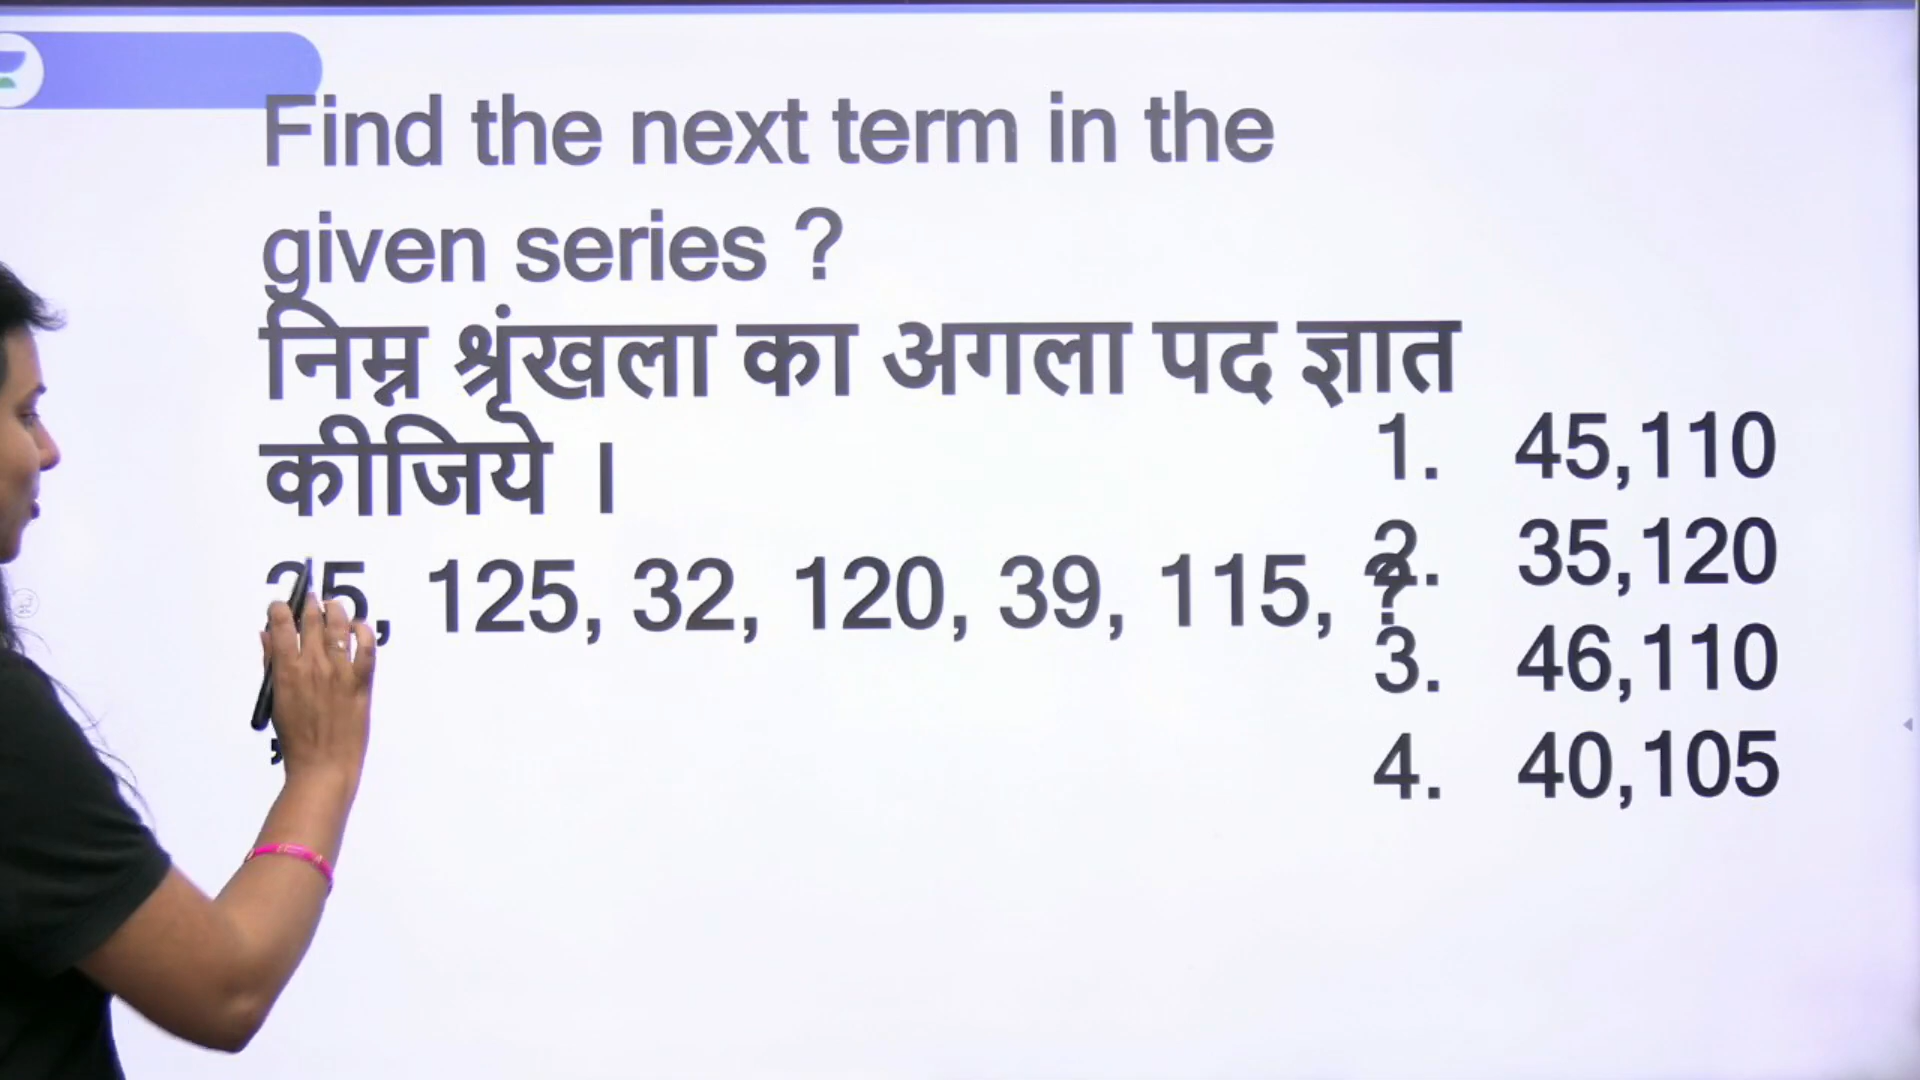 Find the next term in the
given series ?
निम्न श्रृंखला का अगला पद ज्ञात
कीजिये ।
25, 125, 32, 120, 39, 115, ?
,
1. 45,110
2. 35,120
3. 46,110
4. 40,105